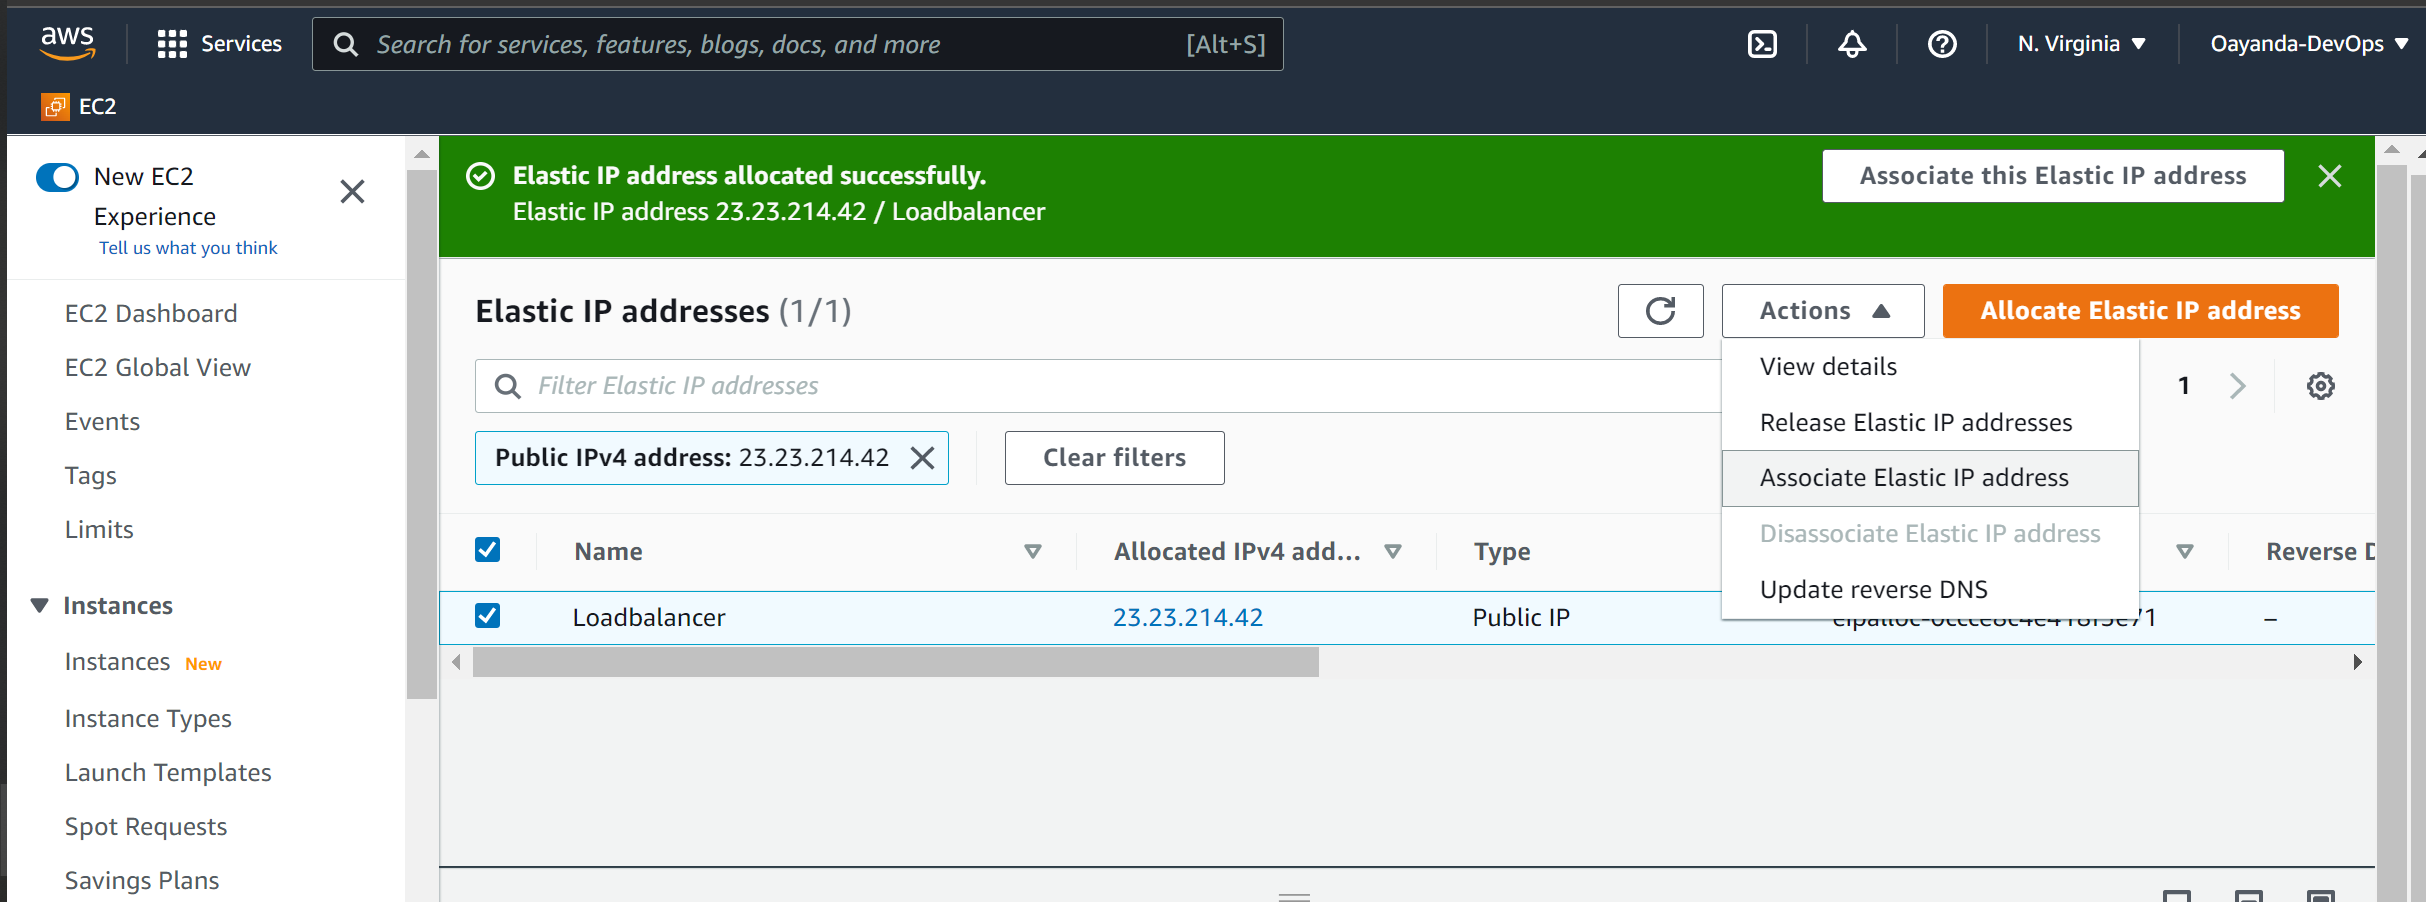 aws
Services
Search for services, features, blogs, docs, and more
[Alt+S]
N. Virginia
Oayanda-DevOps
EC2
New EC2
Experience
Tell us what you think
EC2 Dashboard
EC2 Global View
Events
Tags
Limits
Instances
Instances New
Instance Types
Launch Templates
Spot Requests
Savings Plans
Elastic IP address allocated successfully.
Elastic IP address 23.23.214.42 / Loadbalancer
Associate this Elastic IP address
Elastic IP addresses (1/1)
Actions
Allocate Elastic IP address
View details
Release Elastic IP addresses
Associate Elastic IP address
Disassociate Elastic IP address
Update reverse DNS
Filter Elastic IP addresses
1
Public IPv4 address: 23.23.214.42
Clear filters
Name
Allocated IPv4 add...
Type
Reverse D
Loadbalancer
23.23.214.42
Public IP
–